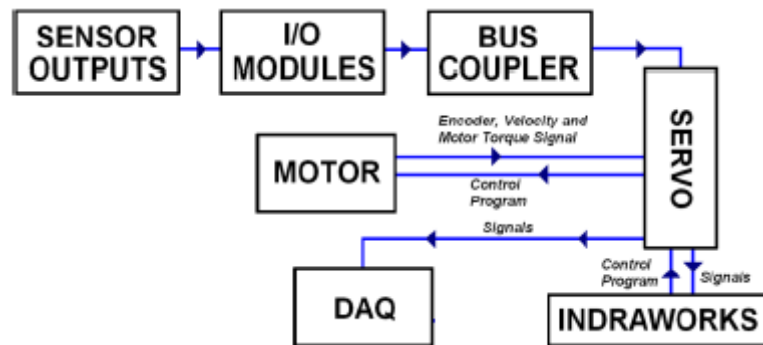 SENSOR
OUTPUTS
I/O
MODULES
BUS
COUPLER
SERVO
Encoder, Velocity and
Motor Torque Signal
MOTOR
Control
Program
Signals
DAQ
Control
Program
Signals
INDRAWORKS